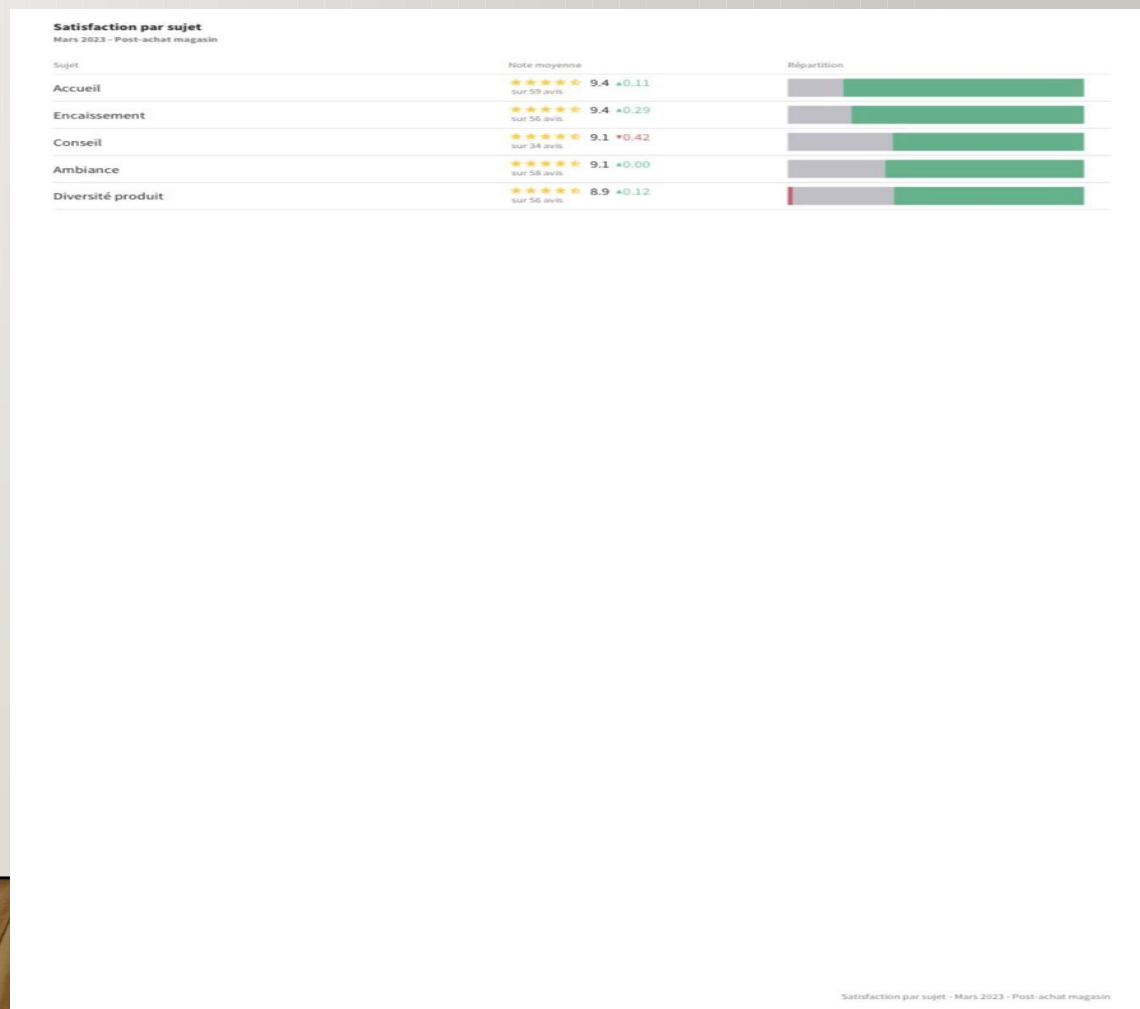 Satisfaction par sujet
Mars 2023 - Post-achat magasin
Sujet Note moyenne Répartition
Accueil 9.4 ▲0.11
sur 59 avis
Encaissement 9.4 ▲0.29
sur 56 avis
Conseil 9.1 ▼0.42
sur 34 avis
Ambiance 9.1 ▲0.00
sur 58 avis
Diversité produit 8.9 ▲0.12
sur 56 avis
Satisfaction par sujet - Mars 2023 - Post-achat magasin